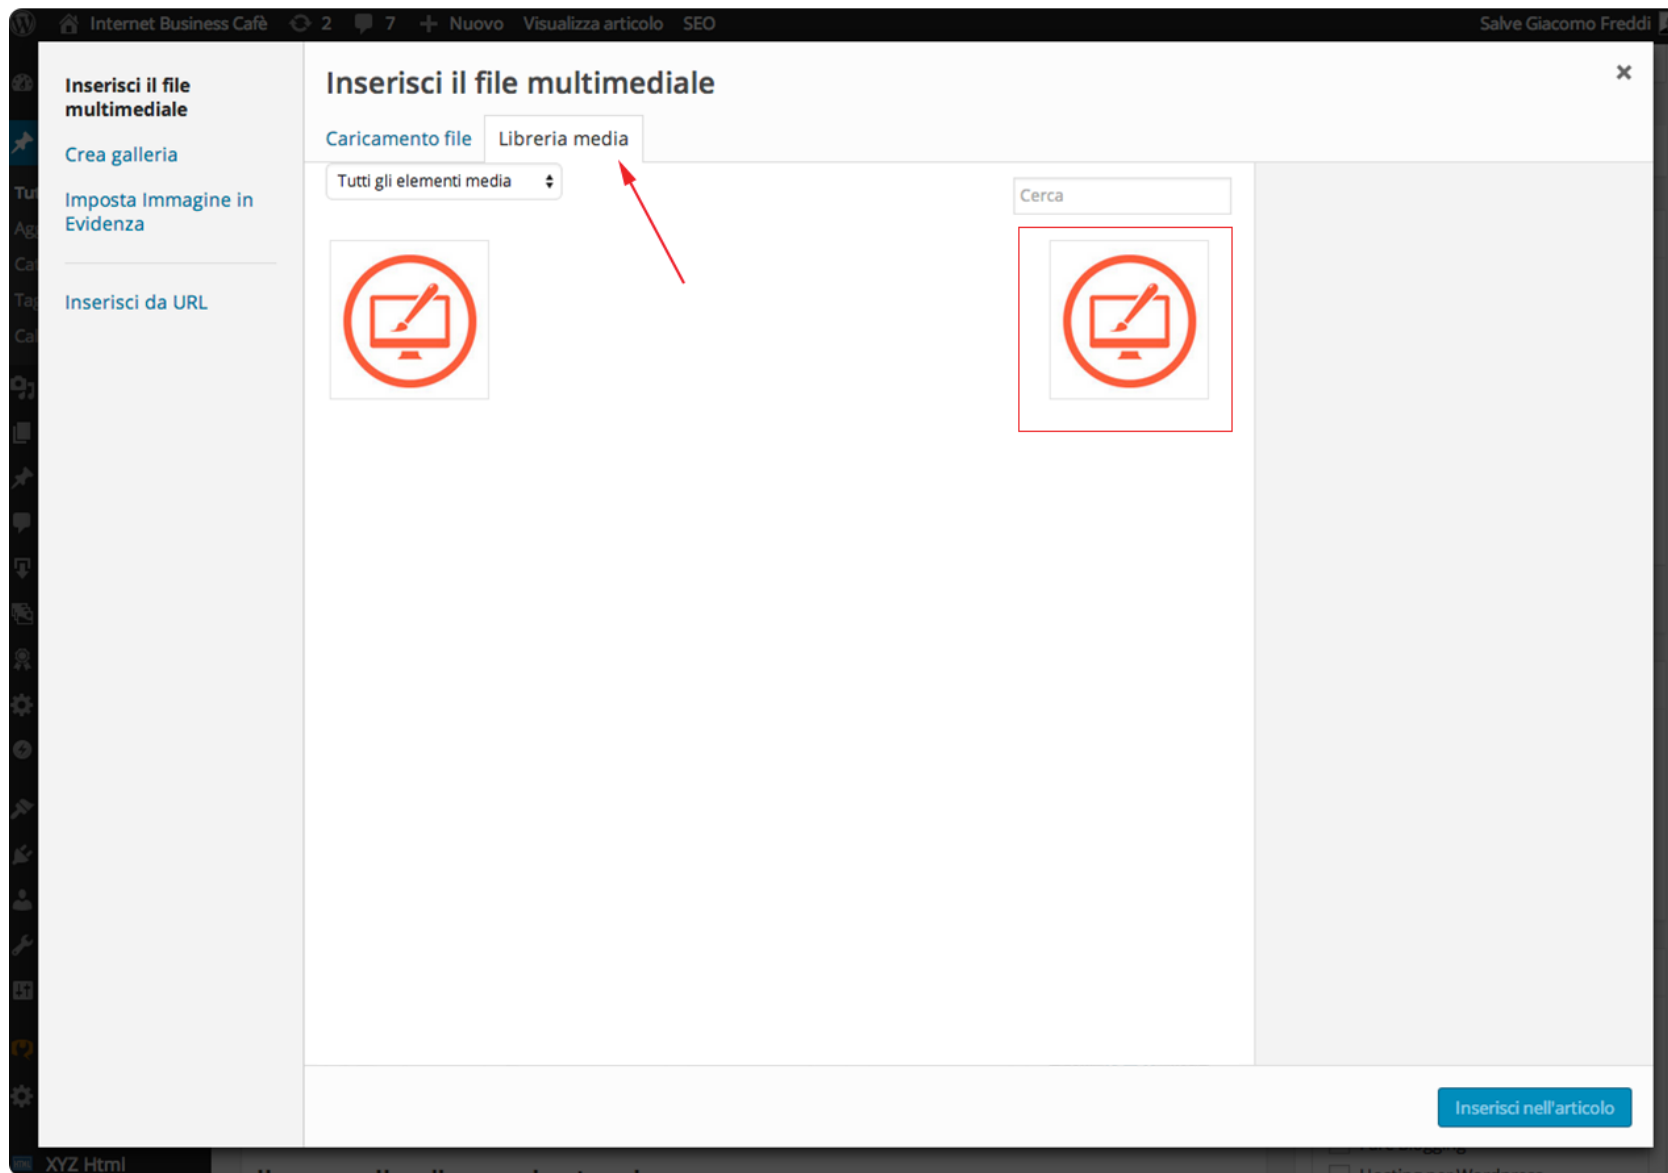 Internet Business Cafè 2 7 Nuovo Visualizza articolo SEO Salve Giacomo Freddi
Inserisci il file
multimediale
Crea galleria
Imposta Immagine in
Evidenza
Inserisci da URL
Inserisci il file multimediale
Caricamento file Libreria media
Tutti gli elementi media
Cerca
Inserisci nell'articolo
XYZ Html